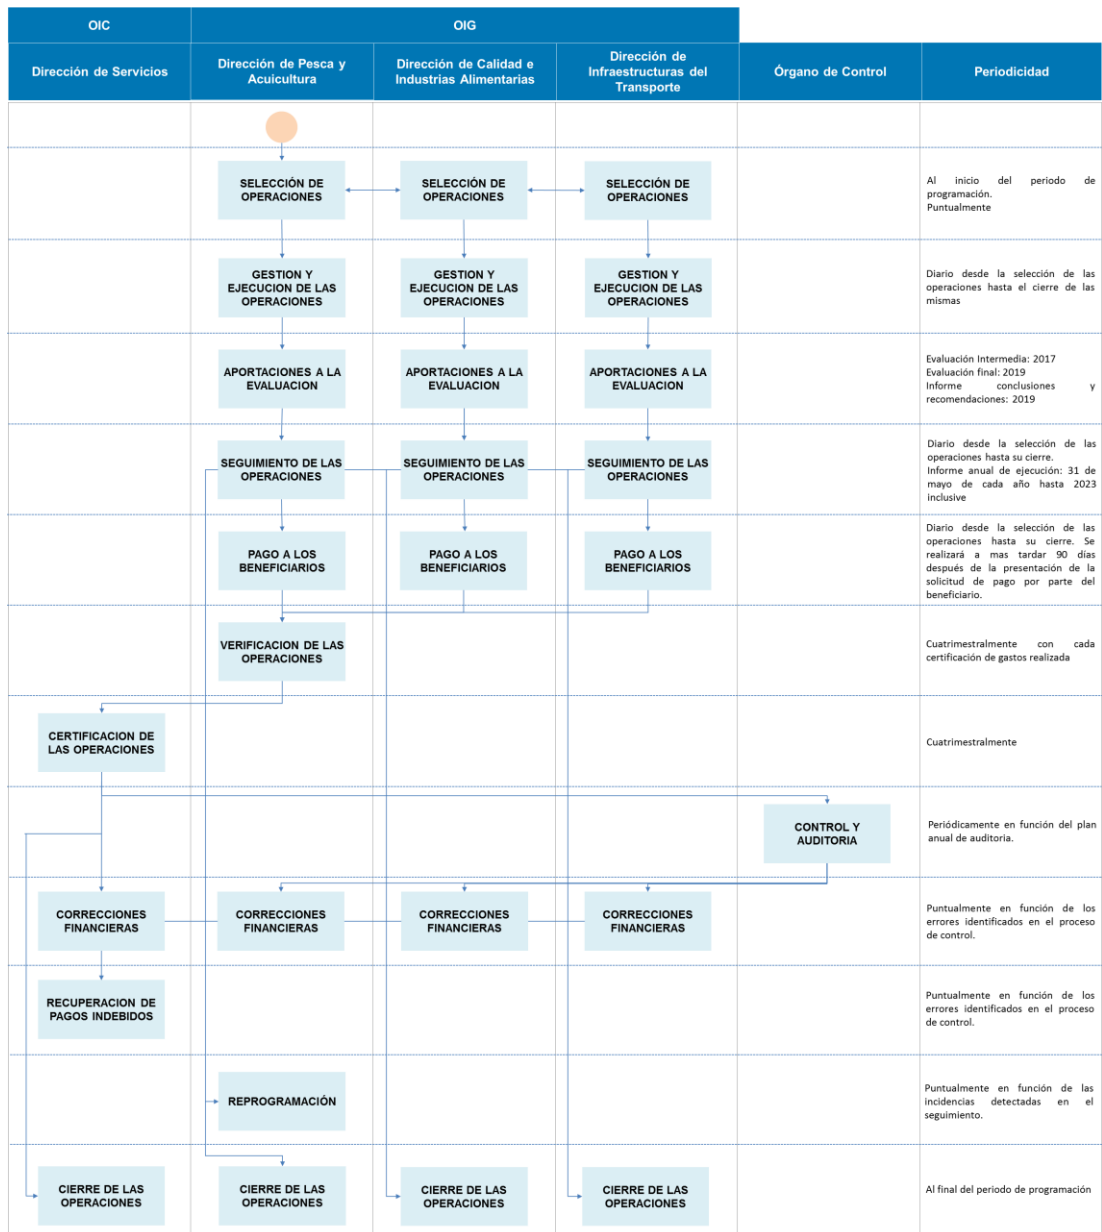 OIC
OIG
Dirección de Servicios
Dirección de Pesca y
Acuicultura
Dirección de Calidad e
Industrias Alimentarias
Dirección de
Infraestructuras del
Transporte
Órgano de Control
Periodicidad
SELECCIÓN DE
OPERACIONES
SELECCIÓN DE
OPERACIONES
SELECCIÓN DE
OPERACIONES
Al inicio del periodo de
programación.
Puntualmente
GESTION Y
EJECUCION DE LAS
OPERACIONES
GESTION Y
EJECUCION DE LAS
OPERACIONES
GESTION Y
EJECUCION DE LAS
OPERACIONES
Diario desde la selección de las
operaciones hasta el cierre de las
mismas
APORTACIONES A LA
EVALUACION
APORTACIONES A LA
EVALUACION
APORTACIONES A LA
EVALUACION
Evaluación Intermedia: 2017
Evaluación final: 2019
Informe conclusiones y
recomendaciones: 2019
SEGUIMIENTO DE LAS
OPERACIONES
SEGUIMIENTO DE LAS
OPERACIONES
SEGUIMIENTO DE LAS
OPERACIONES
Diario desde la selección de las
operaciones hasta su cierre.
Informe anual de ejecución: 31 de
mayo de cada año hasta 2023
inclusive
PAGO A LOS
BENEFICIARIOS
PAGO A LOS
BENEFICIARIOS
PAGO A LOS
BENEFICIARIOS
Diario desde la selección de las
operaciones hasta su cierre. Se
realizará a mas tardar 90 días
después de la presentación de la
solicitud de pago por parte del
beneficiario.
VERIFICACION DE LAS
OPERACIONES
Cuatrimestralmente con cada
certificación de gastos realizada
CERTIFICACION DE
LAS OPERACIONES
Cuatrimestralmente
CONTROL Y
AUDITORIA
Periódicamente en función del plan
anual de auditoria.
CORRECCIONES
FINANCIERAS
CORRECCIONES
FINANCIERAS
CORRECCIONES
FINANCIERAS
CORRECCIONES
FINANCIERAS
Puntualmente en función de los
errores identificados en el proceso
de control.
RECUPERACION DE
PAGOS INDEBIDOS
Puntualmente en función de los
errores identificados en el proceso
de control.
REPROGRAMACIÓN
Puntualmente en función de las
incidencias detectadas en el
seguimiento.
CIERRE DE LAS
OPERACIONES
CIERRE DE LAS
OPERACIONES
CIERRE DE LAS
OPERACIONES
CIERRE DE LAS
OPERACIONES
Al final del periodo de programación